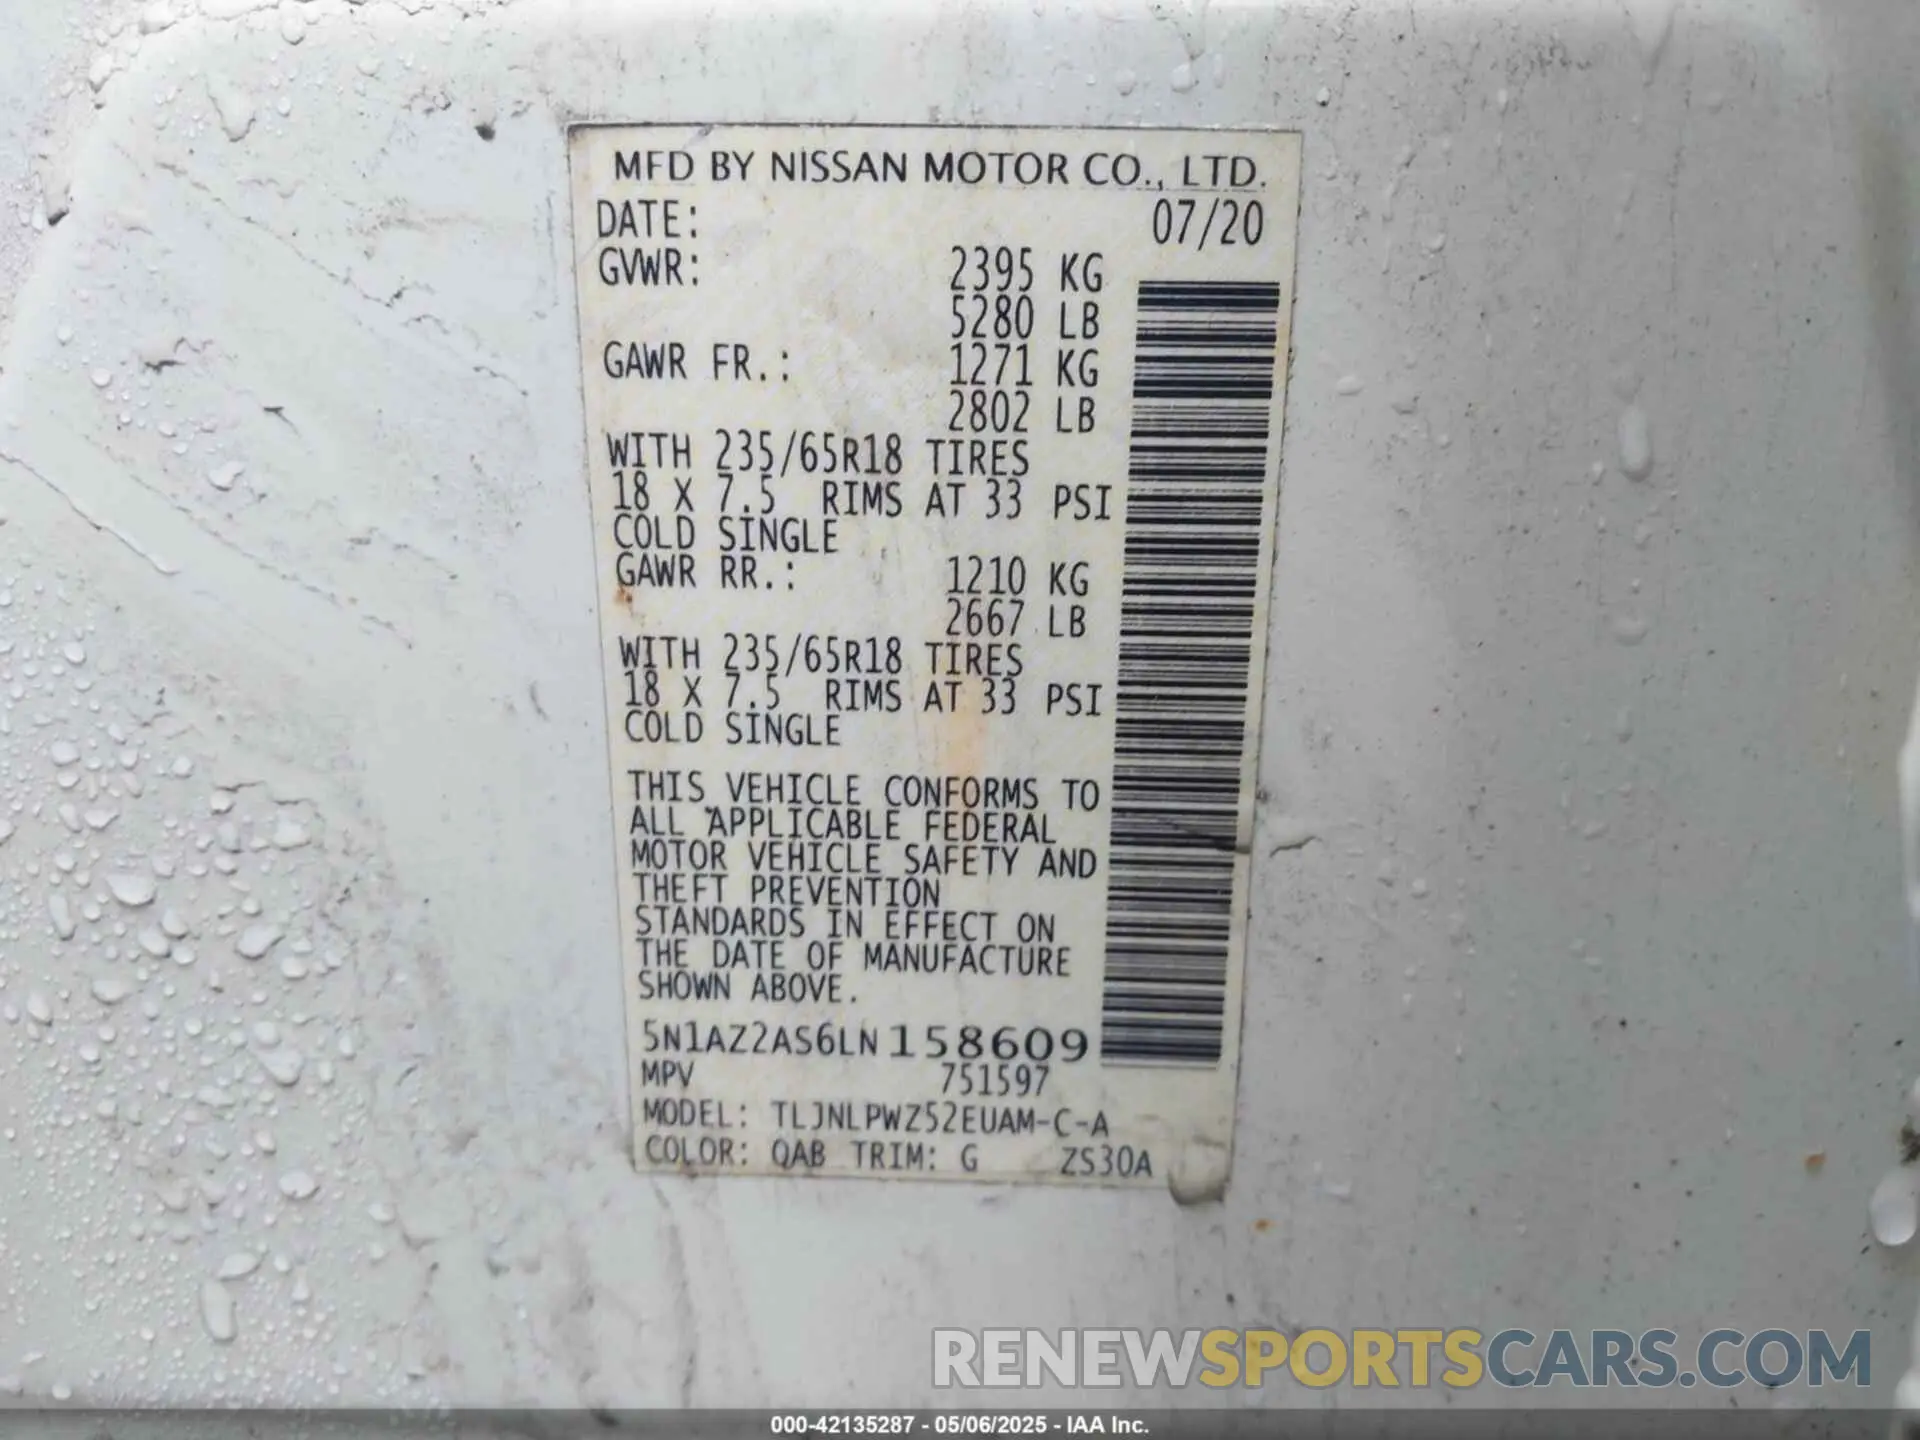 MFD BY NISSAN MOTOR CO., LTD.
DATE: 07/20
GVWR: 2395 KG
5280 LB
GAWR FR.: 1271 KG
2802 LB
WITH 235/65R18 TIRES
18 X 7.5 RIMS AT 33 PSI
COLD SINGLE
GAWR RR.: 1210 KG
2667 LB
WITH 235/65R18 TIRES
18 X 7.5 RIMS AT 33 PSI
COLD SINGLE
THIS VEHICLE CONFORMS TO
ALL APPLICABLE FEDERAL
MOTOR VEHICLE SAFETY AND
THEFT PREVENTION
STANDARDS IN EFFECT ON
THE DATE OF MANUFACTURE
SHOWN ABOVE.
5N1AZ2AS6LN158609
MPV 751597
MODEL: TLJNLPWZ52EUAM-C-A
COLOR: QAB TRIM: G ZS30A
RENEWSPORTSCARS.COM
000-42135287 - 05/06/2025 - IAA Inc.